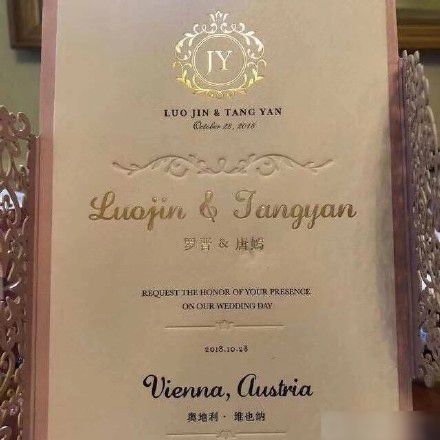 JY
LUO JIN & TANG YAN
October 28, 2018
Luojin & Tangyan
罗晋 & 唐嫣
REQUEST THE HONOR OF YOUR PRESENCE
ON OUR WEDDING DAY
2018.10.28
Vienna, Austria
奥地利 · 维也纳